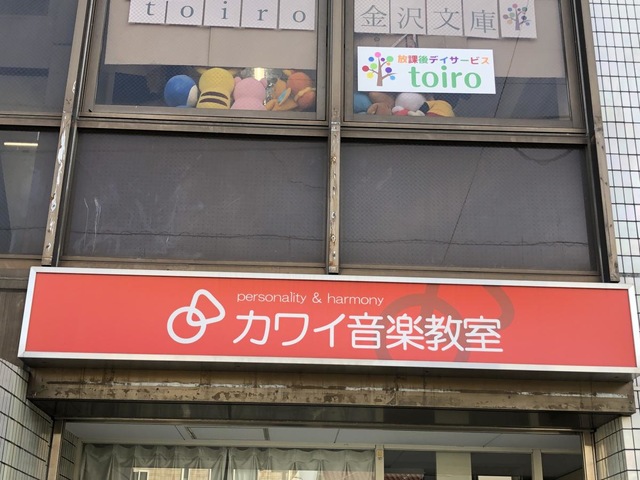 toiro 金沢文庫
放課後デイサービス
toiro
personality & harmony
カワイ音楽教室